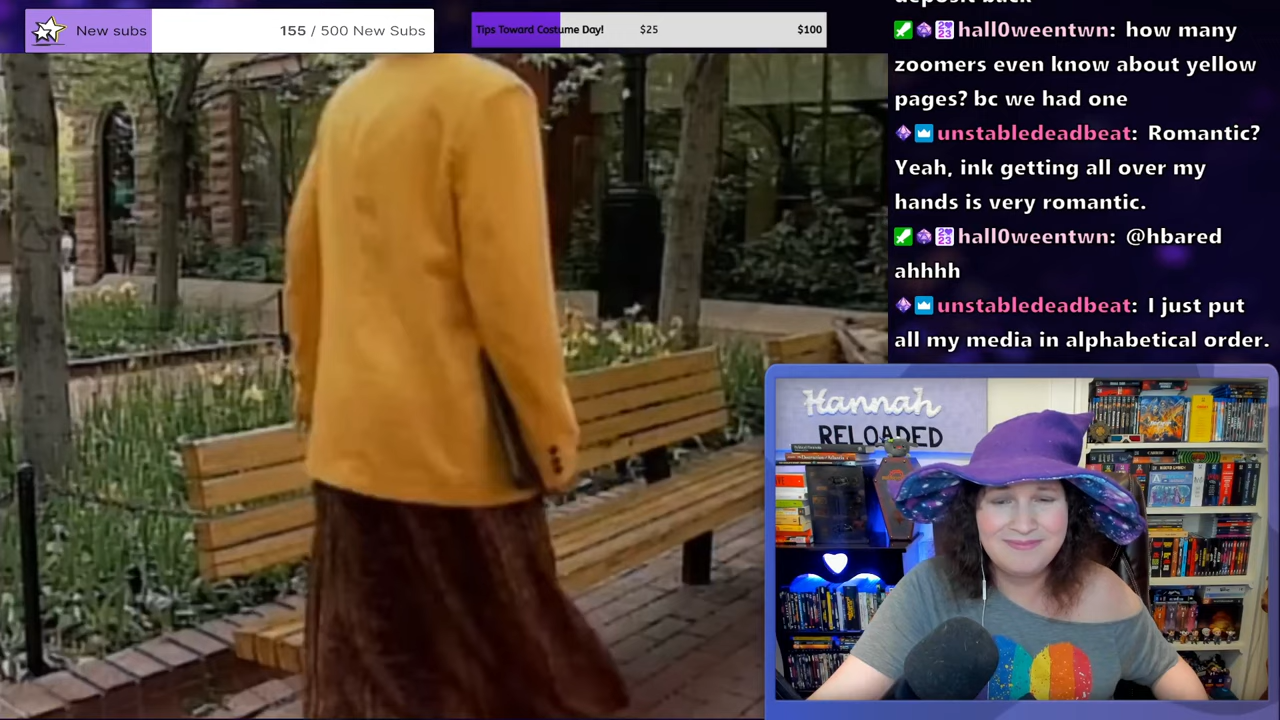 New subs
155 / 500 New Subs
Tips Toward Costume Day!
$25
$100
deposit back
hall0weentwn: how many
zoomers even know about yellow
pages? bc we had one
unstabledeadbeat: Romantic?
Yeah, ink getting all over my
hands is very romantic.
hall0weentwn: @hbared
ahhhh
unstabledeadbeat: I just put
all my media in alphabetical order.
Hannah
RELOADED